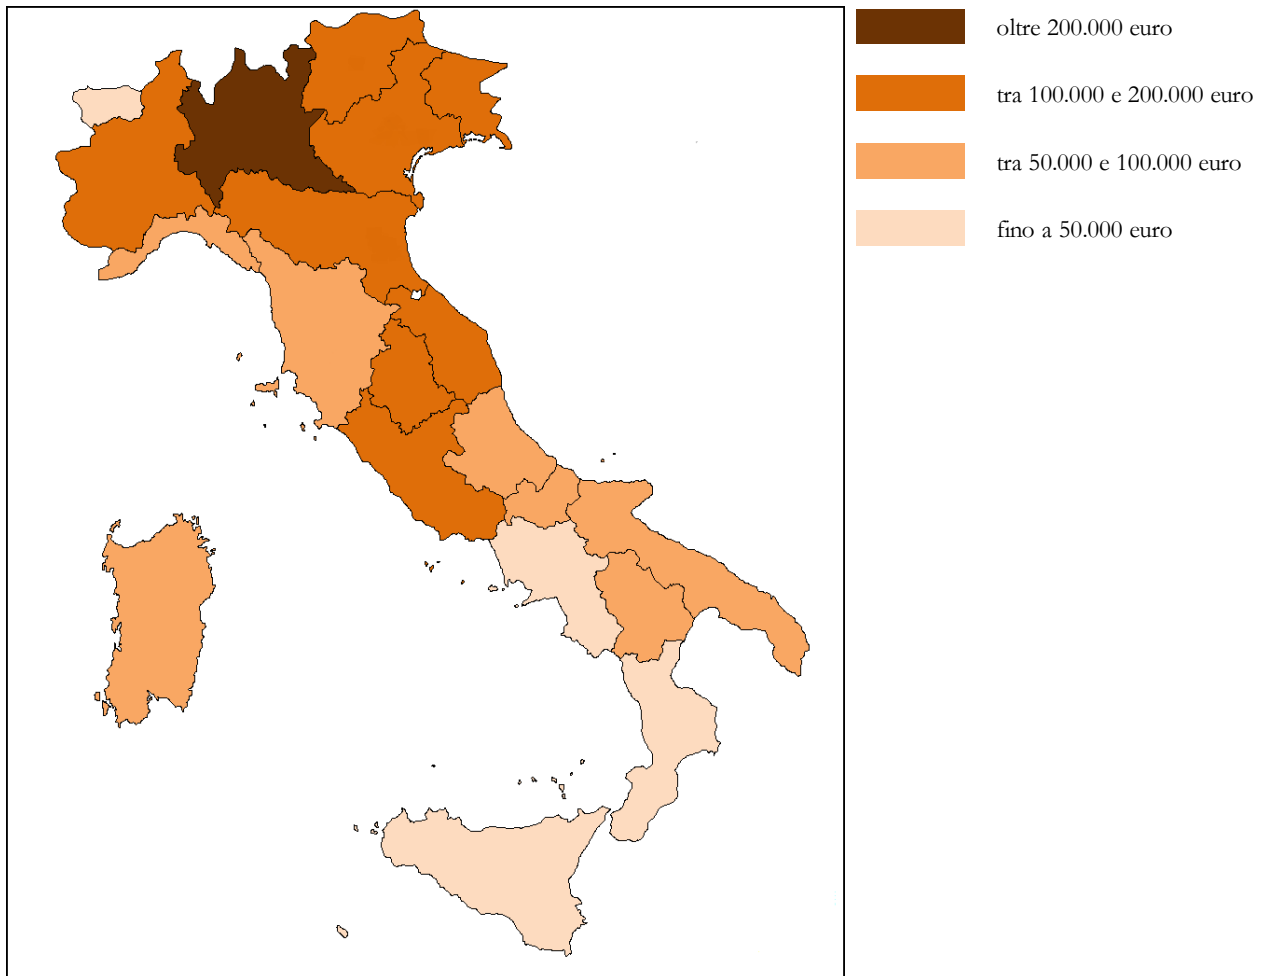 oltre 200.000 euro
tra 100.000 e 200.000 euro
tra 50.000 e 100.000 euro
fino a 50.000 euro